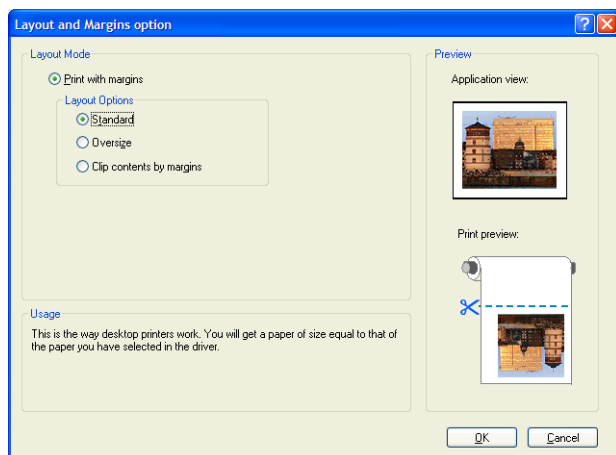 Layout and Margins option
Layout Mode
Print with margins
Layout Options
Standard
Oversize
Clip contents by margins
Usage
This is the way desktop printers work. You will get a paper of size equal to that of
the paper you have selected in the driver.
Preview
Application view:
Print preview:
OK
Cancel